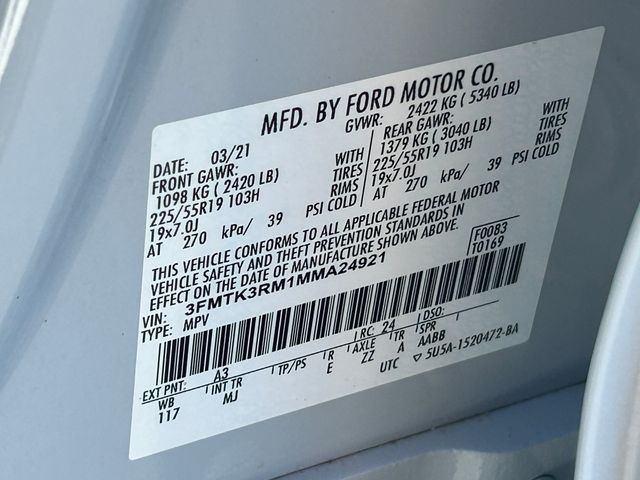 MFD. BY FORD MOTOR CO.
DATE: 03/21 GVWR: 2422 KG ( 5340 LB)
FRONT GAWR: REAR GAWR:
1098 KG ( 2420 LB) WITH 1379 KG ( 3040 LB) WITH
225/55R19 103H TIRES 225/55R19 103H TIRES
19x7.0J RIMS 19x7.0J RIMS
AT 270 kPa/ 39 PSI COLD AT 270 kPa/ 39 PSI COLD
THIS VEHICLE CONFORMS TO ALL APPLICABLE FEDERAL MOTOR
VEHICLE SAFETY AND THEFT PREVENTION STANDARDS IN
EFFECT ON THE DATE OF MANUFACTURE SHOWN ABOVE.
VIN: 3FMTK3RM1MMA24921 F0083
TYPE: MPV T0169
EXT PNT: A3 RC: 24 DSO:
WB INT TR TP/PS R AXLE TR SPR
117 MJ E ZZ A AABB
UTC 5U5A-1520472-BA